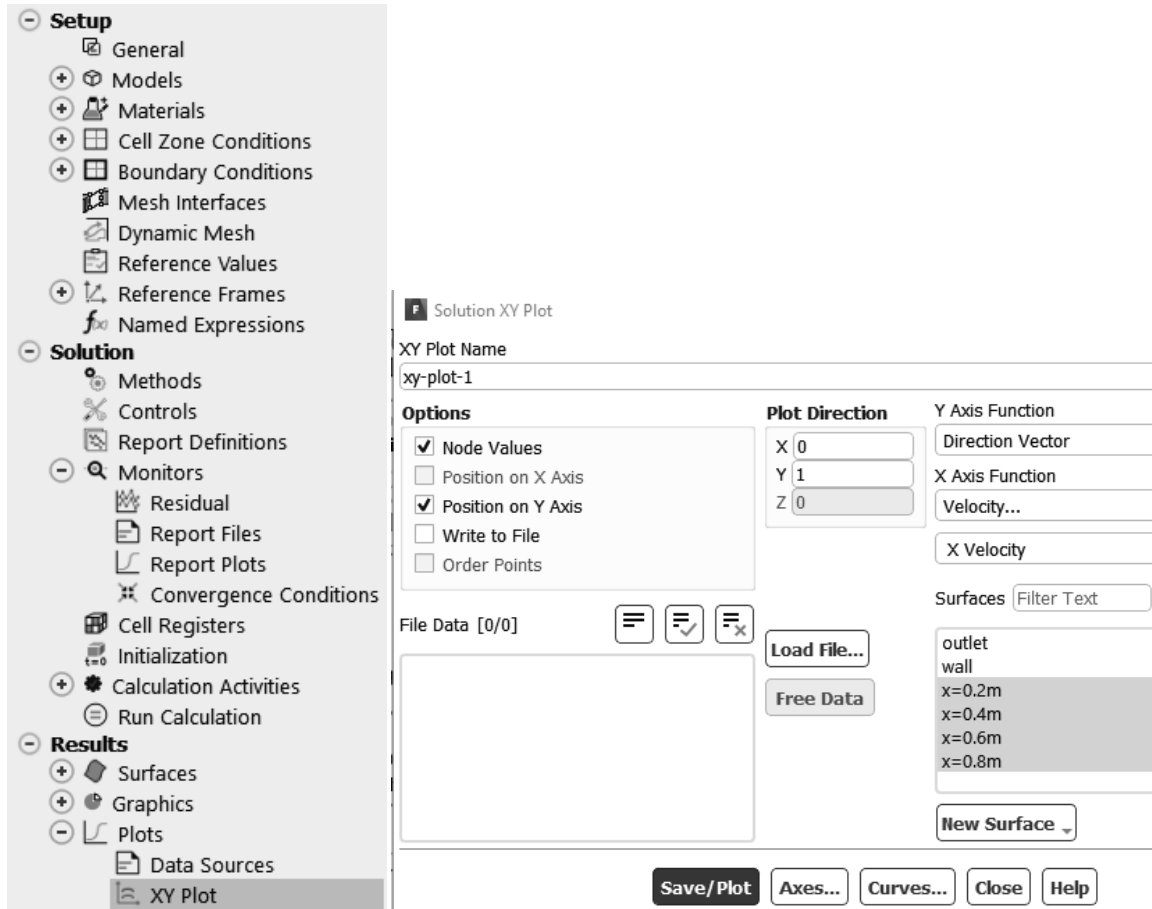 Setup
General
Models
Materials
Cell Zone Conditions
Boundary Conditions
Mesh Interfaces
Dynamic Mesh
Reference Values
Reference Frames
f(x) Named Expressions
Solution
Methods
Controls
Report Definitions
Monitors
Residual
Report Files
Report Plots
Convergence Conditions
Cell Registers
t=0 Initialization
Calculation Activities
Run Calculation
Results
Surfaces
Graphics
Plots
Data Sources
XY Plot
F Solution XY Plot
XY Plot Name
xy-plot-1
Options
Node Values
Position on X Axis
Position on Y Axis
Write to File
Order Points
File Data [0/0]
Plot Direction
X 0
Y 1
Z 0
Load File...
Free Data
Y Axis Function
Direction Vector
X Axis Function
Velocity...
X Velocity
Surfaces Filter Text
outlet
wall
x=0.2m
x=0.4m
x=0.6m
x=0.8m
New Surface
Save/Plot Axes... Curves... Close Help